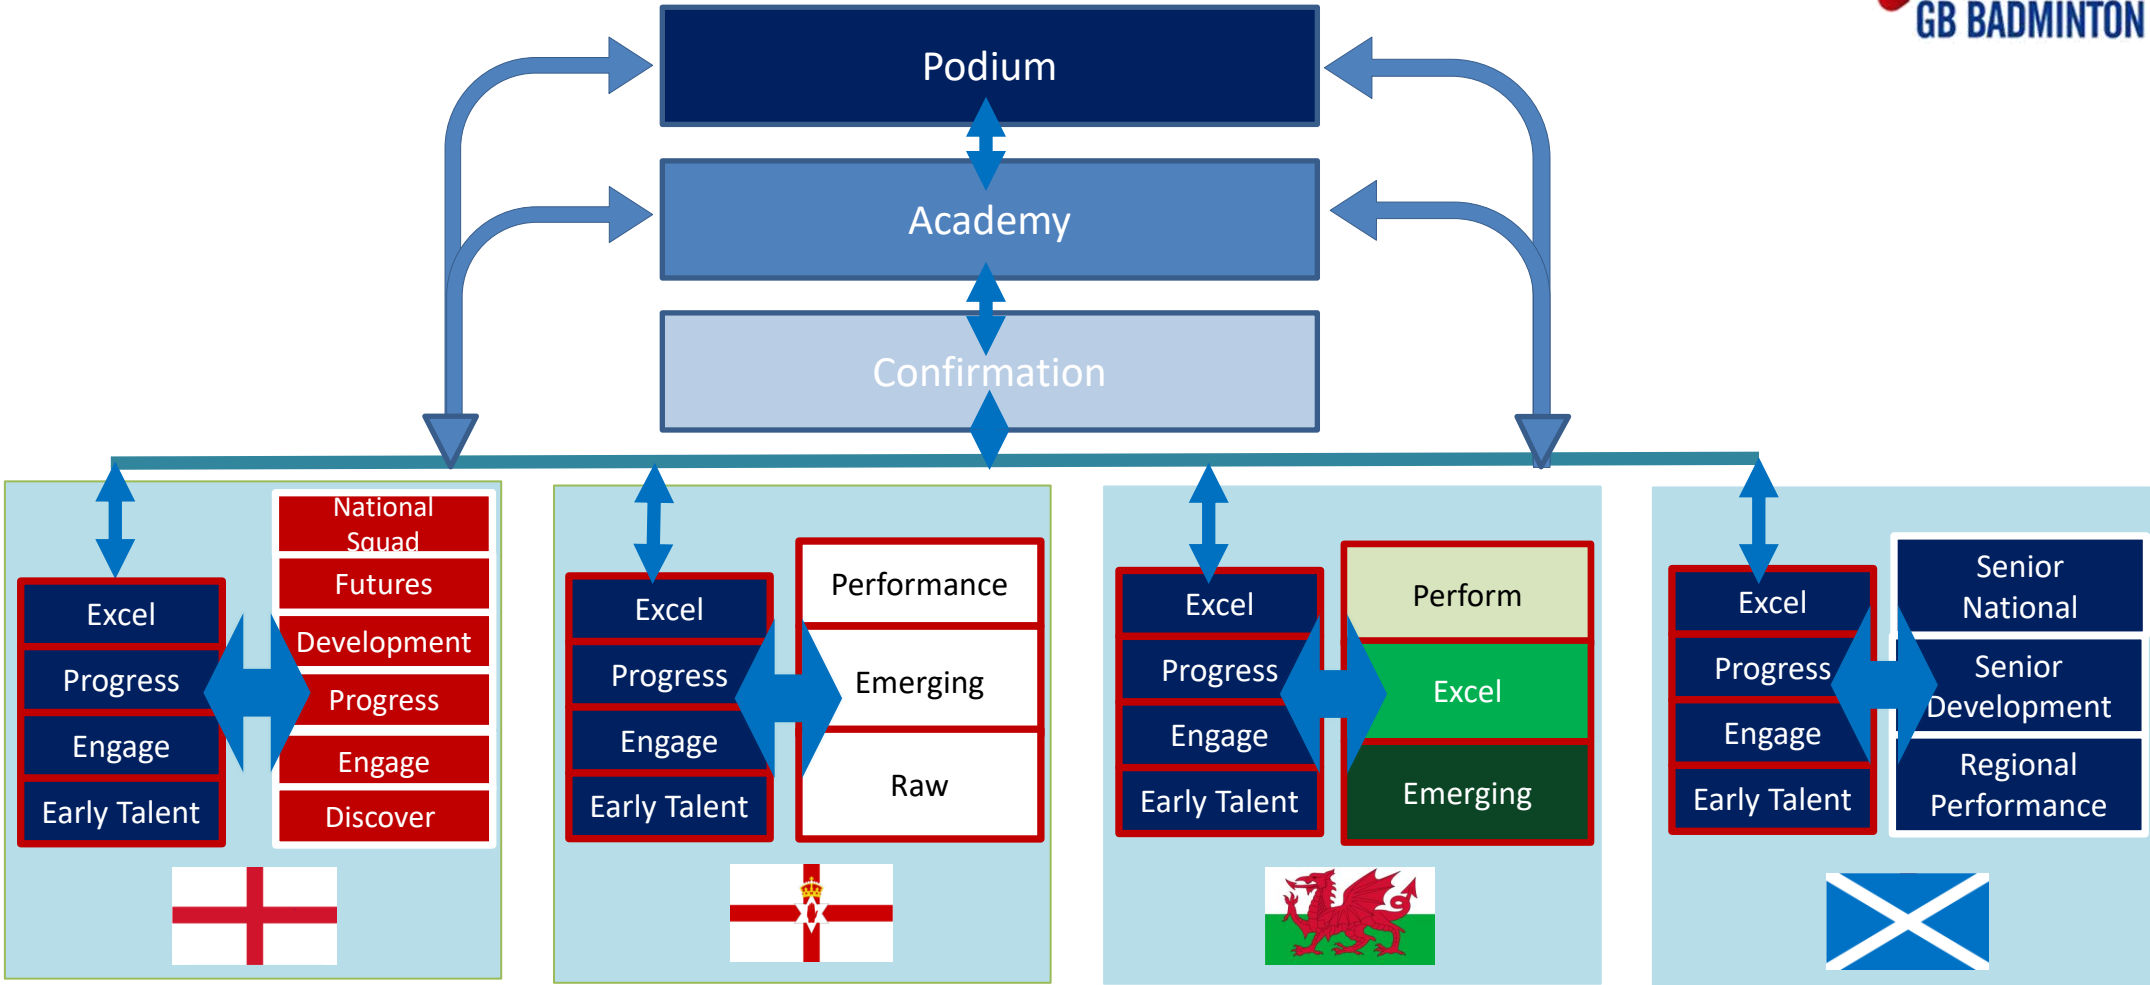 GB BADMINTON
Podium
Academy
Confirmation
Excel
Progress
Engage
Early Talent
National
Squad
Futures
Development
Progress
Engage
Discover
Excel
Progress
Engage
Early Talent
Performance
Emerging
Raw
Excel
Progress
Engage
Early Talent
Perform
Excel
Emerging
Excel
Progress
Engage
Early Talent
Senior
National
Senior
Development
Regional
Performance